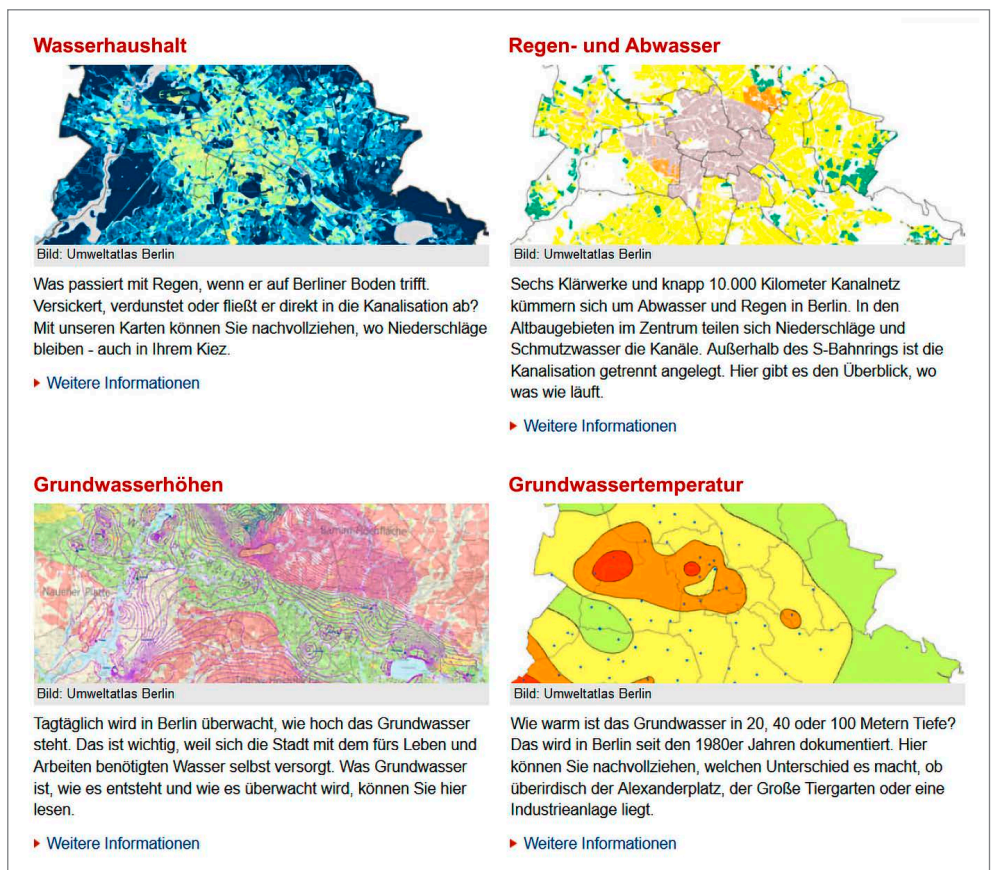 Wasserhaushalt
Bild: Umweltatlas Berlin
Was passiert mit Regen, wenn er auf Berliner Boden trifft.
Versickert, verdunstet oder fließt er direkt in die Kanalisation ab?
Mit unseren Karten können Sie nachvollziehen, wo Niederschläge
bleiben - auch in Ihrem Kiez.
Weitere Informationen
Regen- und Abwasser
Bild: Umweltatlas Berlin
Sechs Klärwerke und knapp 10.000 Kilometer Kanalnetz
kümmern sich um Abwasser und Regen in Berlin. In den
Altbaugebieten im Zentrum teilen sich Niederschläge und
Schmutzwasser die Kanäle. Außerhalb des S-Bahnrings ist die
Kanalisation getrennt angelegt. Hier gibt es den Überblick, wo
was wie läuft.
Weitere Informationen
Grundwasserhöhen
Nauener Platte
Bild: Umweltatlas Berlin
Tagtäglich wird in Berlin überwacht, wie hoch das Grundwasser
steht. Das ist wichtig, weil sich die Stadt mit dem fürs Leben und
Arbeiten benötigten Wasser selbst versorgt. Was Grundwasser
ist, wie es entsteht und wie es überwacht wird, können Sie hier
lesen.
Weitere Informationen
Grundwassertemperatur
Bild: Umweltatlas Berlin
Wie warm ist das Grundwasser in 20, 40 oder 100 Metern Tiefe?
Das wird in Berlin seit den 1980er Jahren dokumentiert. Hier
können Sie nachvollziehen, welchen Unterschied es macht, ob
überirdisch der Alexanderplatz, der Große Tiergarten oder eine
Industrieanlage liegt.
Weitere Informationen